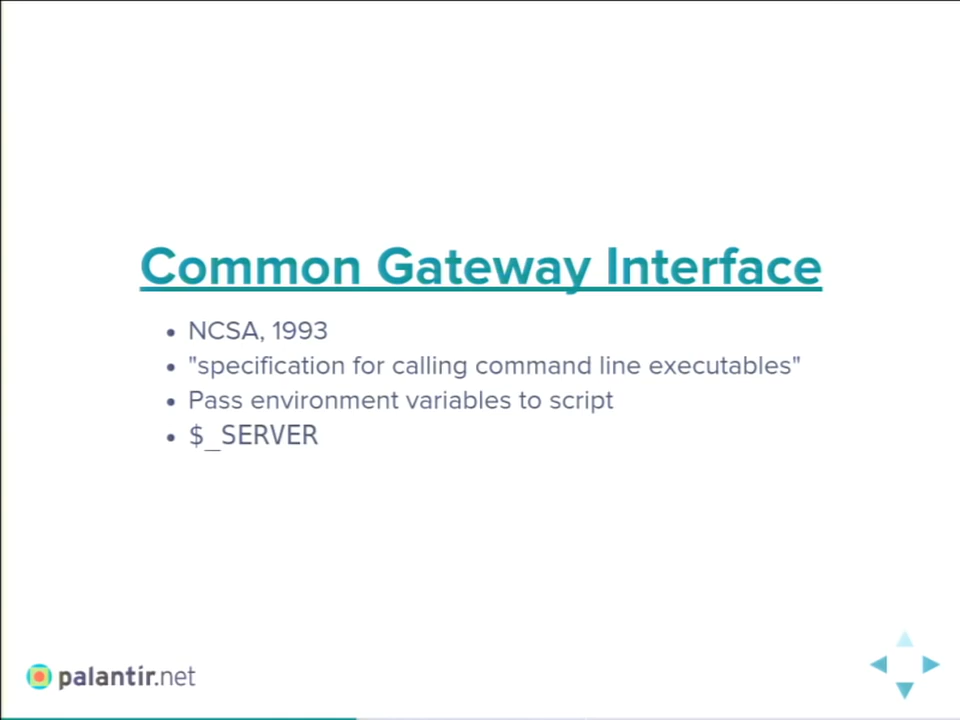 Common Gateway Interface
NCSA, 1993
"specification for calling command line executables"
Pass environment variables to script
$_SERVER
palantir.net